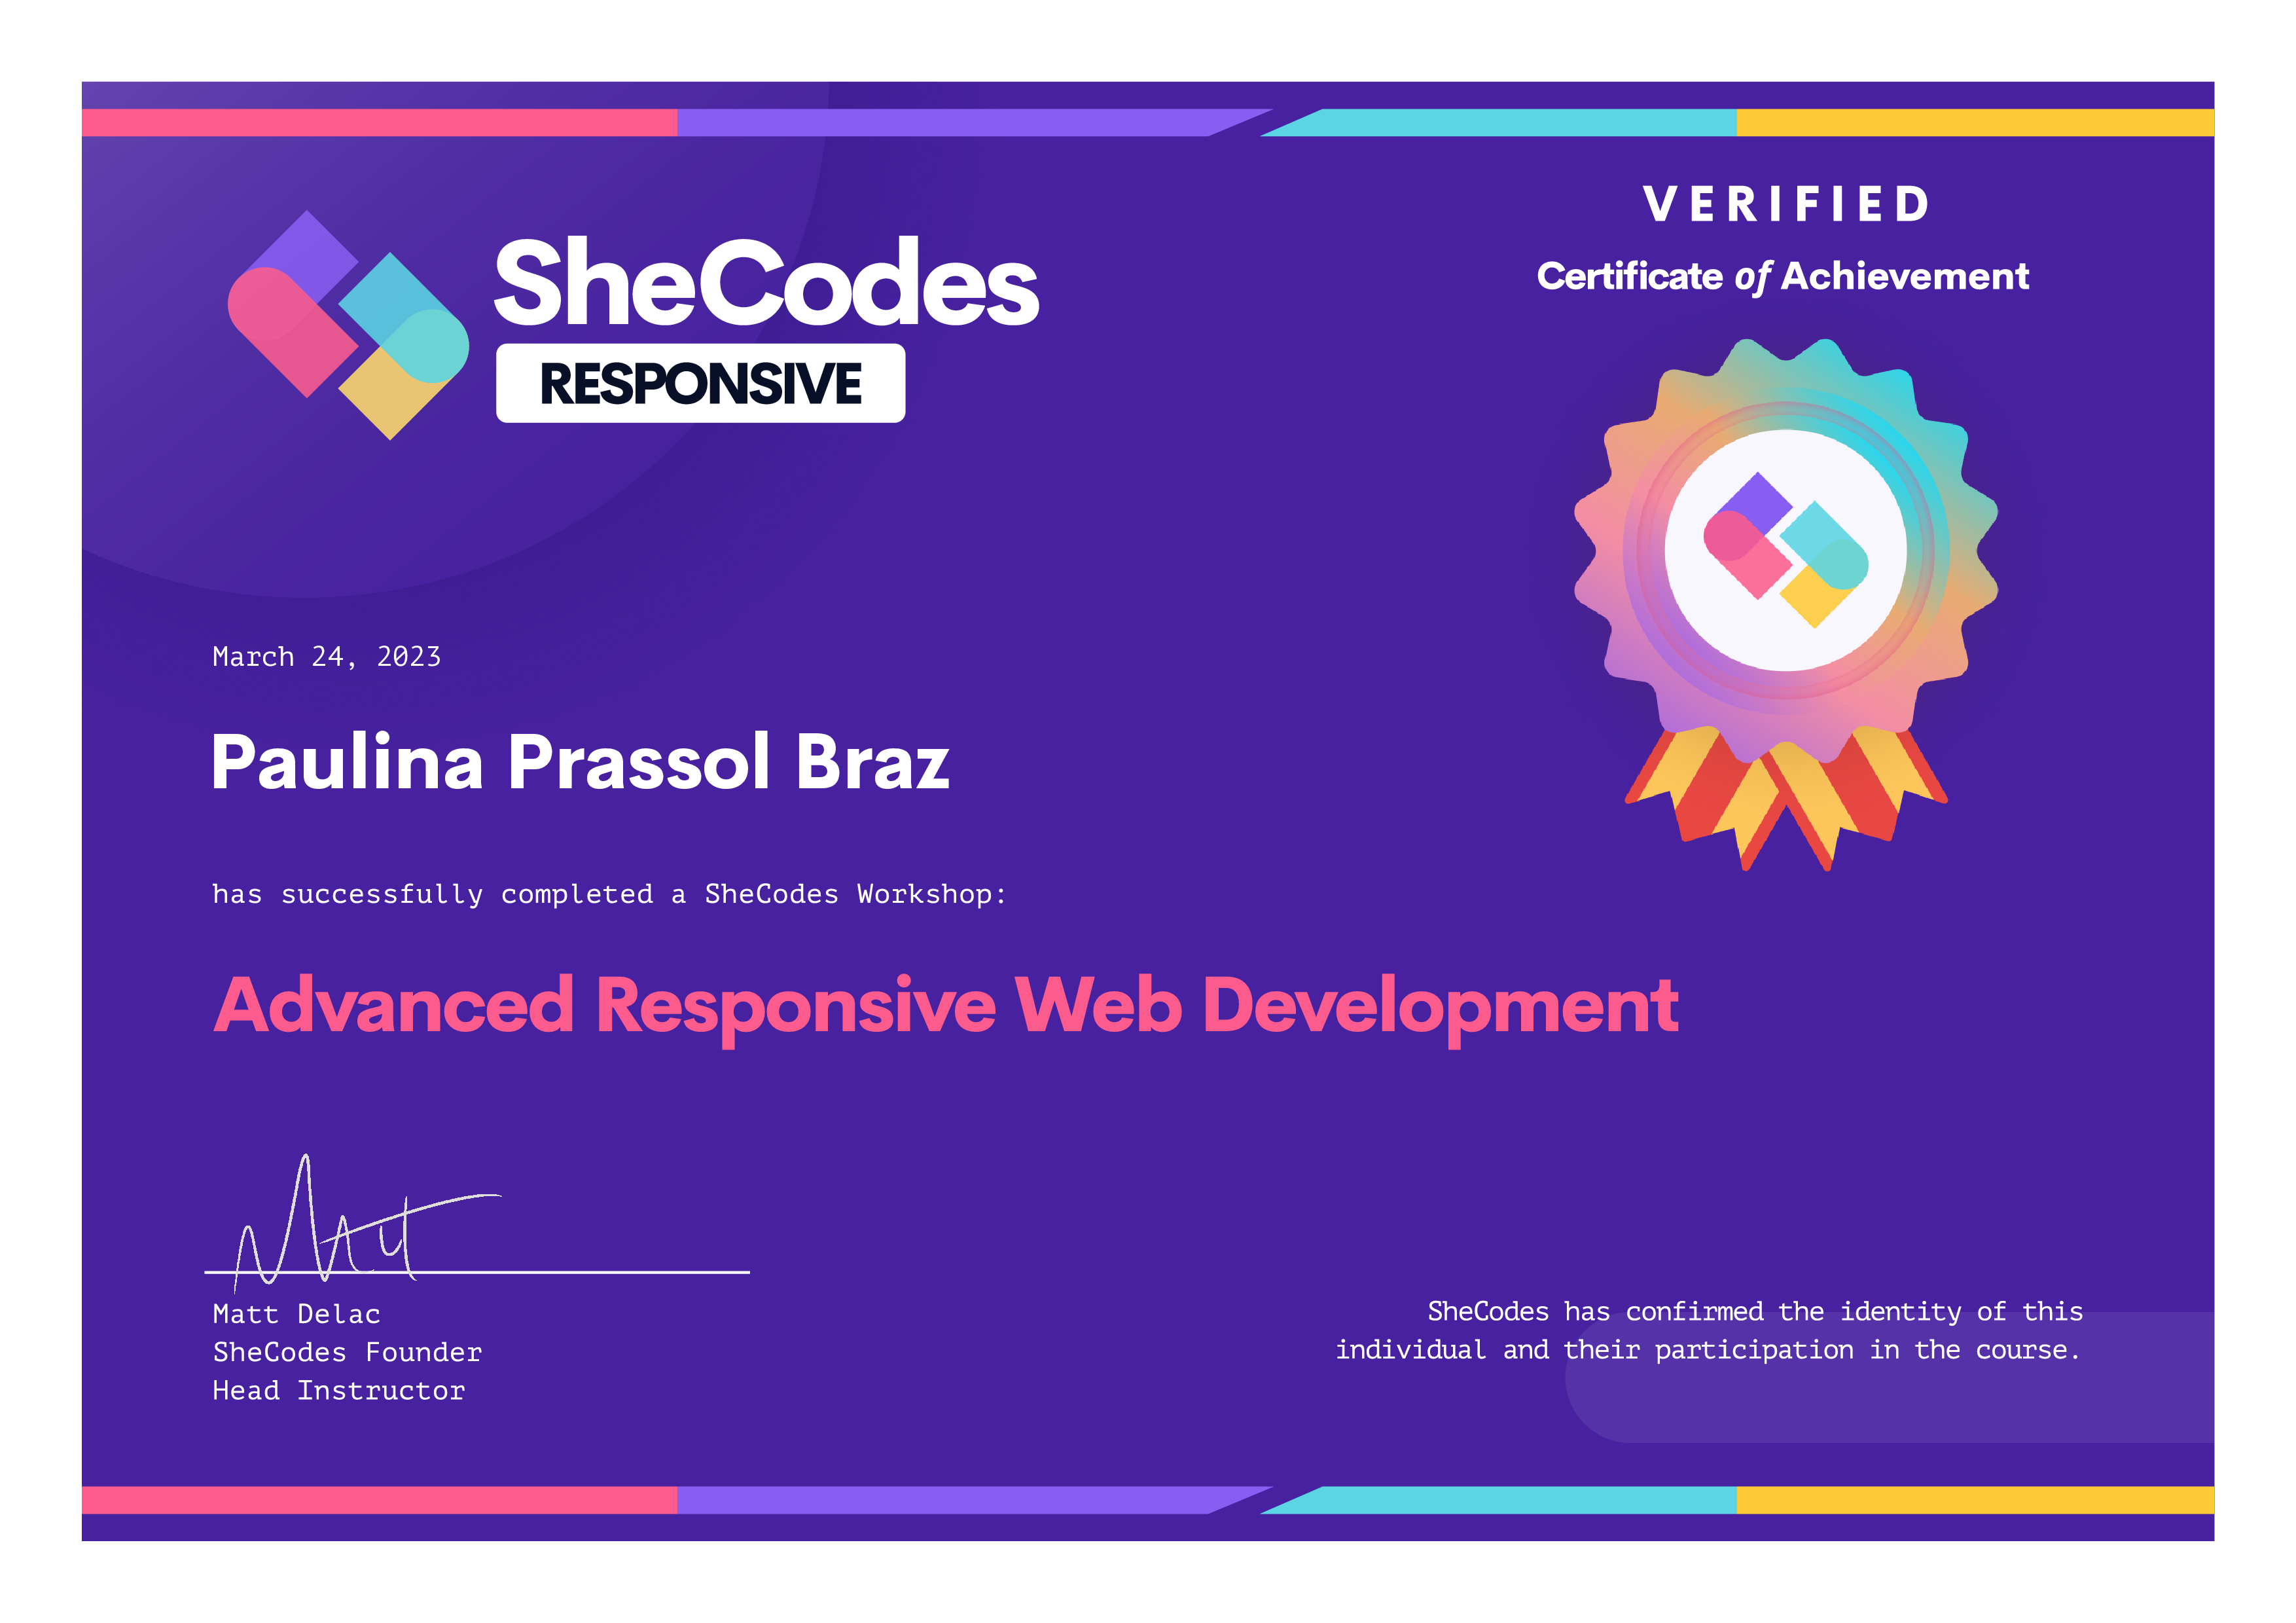 SheCodes
RESPONSIVE
VERIFIED
Certificate of Achievement
March 24, 2023
Paulina Prassol Braz
has successfully completed a SheCodes Workshop:
Advanced Responsive Web Development
Matt
Matt Delac
SheCodes Founder
Head Instructor
SheCodes has confirmed the identity of this
individual and their participation in the course.